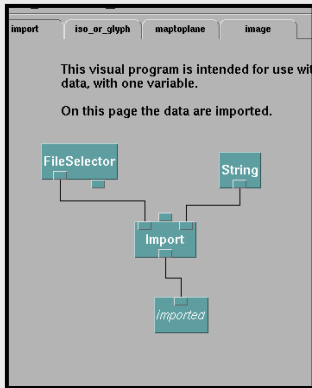 import iso_or_glyph maptoplane image
This visual program is intended for use wit
data, with one variable.
On this page the data are imported.
FileSelector
String
Import
imported